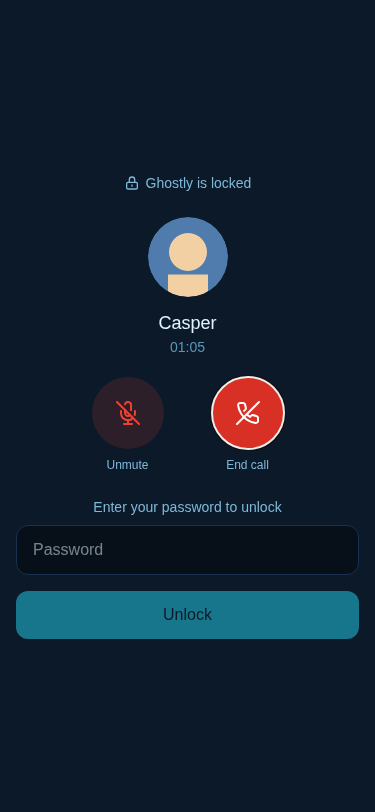 Ghostly is locked
Casper
01:05
Unmute
End call
Enter your password to unlock
Password
Unlock